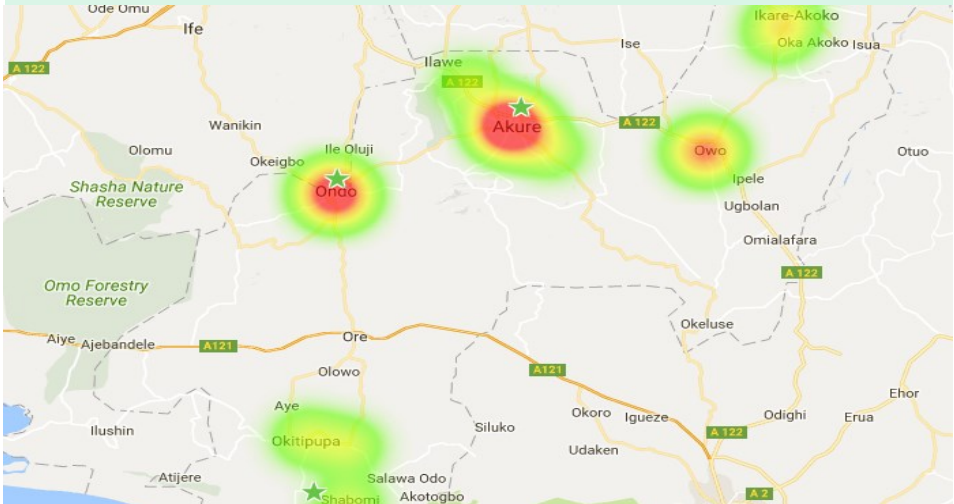 Ode Omu
Ife
Ikare-Akoko
Oka Akoko
Isua
Ise
Ilawe
A 122
A 122
Akure
A 122
Wanikin
Olomu
Ile Oluji
Okeigbo
Owo
Otuo
Shasha Nature
Reserve
Ondo
Ipele
Ugbolan
Omialafara
A 122
Omo Forestry
Reserve
Okeluse
Aiye
Ajebandele
A121
Ore
A121
Olowo
Aye
Ehor
Okoro
Igueze
Odighi
Erua
Ilushin
Siluko
A 122
Okitipupa
Udaken
Atijere
Salawa Odo
Shabomi
Akotogbo
A 2